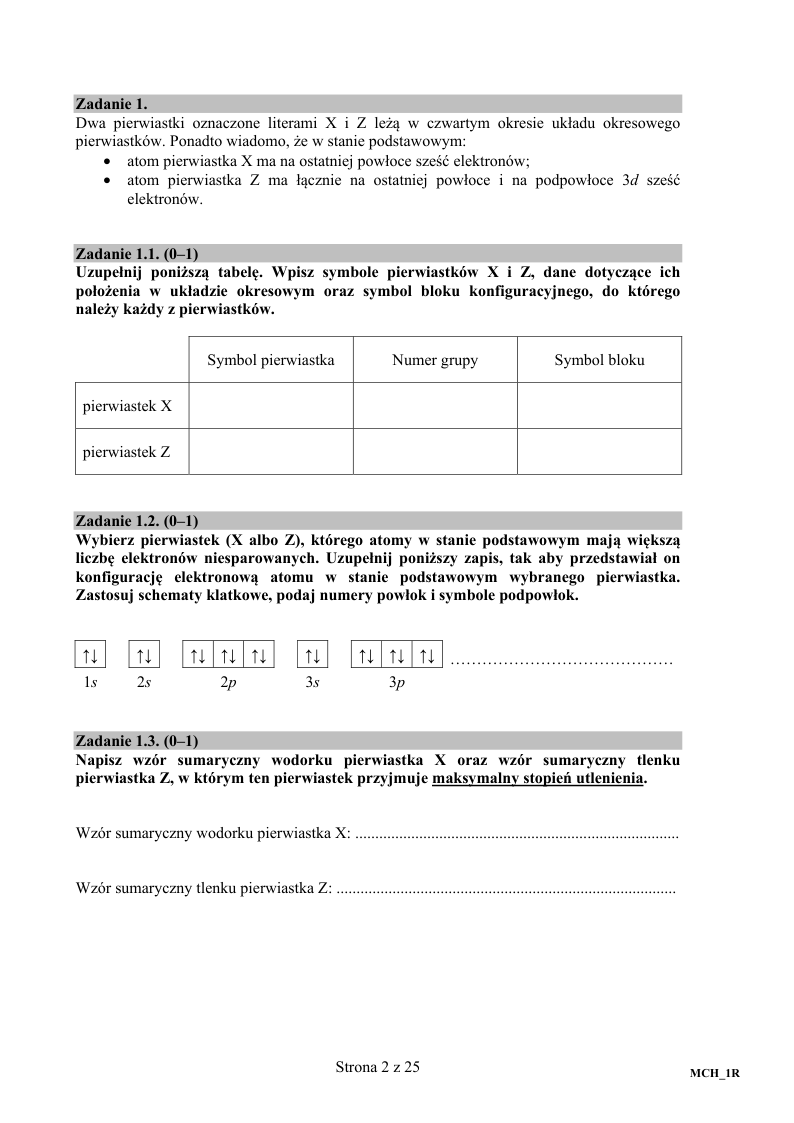 Zadanie 1.
Dwa pierwiastki oznaczone literami X i Z leżą w czwartym okresie układu okresowego
pierwiastków. Ponadto wiadomo, że w stanie podstawowym:
• atom pierwiastka X ma na ostatniej powłoce sześć elektronów;
• atom pierwiastka Z ma łącznie na ostatniej powłoce i na podpowłoce 3d sześć
elektronów.
Zadanie 1.1. (0–1)
Uzupełnij poniższą tabelę. Wpisz symbole pierwiastków X i Z, dane dotyczące ich
położenia w układzie okresowym oraz symbol bloku konfiguracyjnego, do którego
należy każdy z pierwiastków.
Symbol pierwiastka Numer grupy Symbol bloku
pierwiastek X
pierwiastek Z
Zadanie 1.2. (0–1)
Wybierz pierwiastek (X albo Z), którego atomy w stanie podstawowym mają większą
liczbę elektronów niesparowanych. Uzupełnij poniższy zapis, tak aby przedstawiał on
konfigurację elektronową atomu w stanie podstawowym wybranego pierwiastka.
Zastosuj schematy klatkowe, podaj numery powłok i symbole podpowłok.
↑↓ ↑↓ ↑↓ ↑↓ ↑↓ ↑↓ ↑↓ ↑↓ ↑↓ ..........................................
1s 2s 2p 3s 3p
Zadanie 1.3. (0–1)
Napisz wzór sumaryczny wodorku pierwiastka X oraz wzór sumaryczny tlenku
pierwiastka Z, w którym ten pierwiastek przyjmuje maksymalny stopień utlenienia.
Wzór sumaryczny wodorku pierwiastka X: .................................................................................
Wzór sumaryczny tlenku pierwiastka Z: .....................................................................................
Strona 2 z 25
MCH_1R